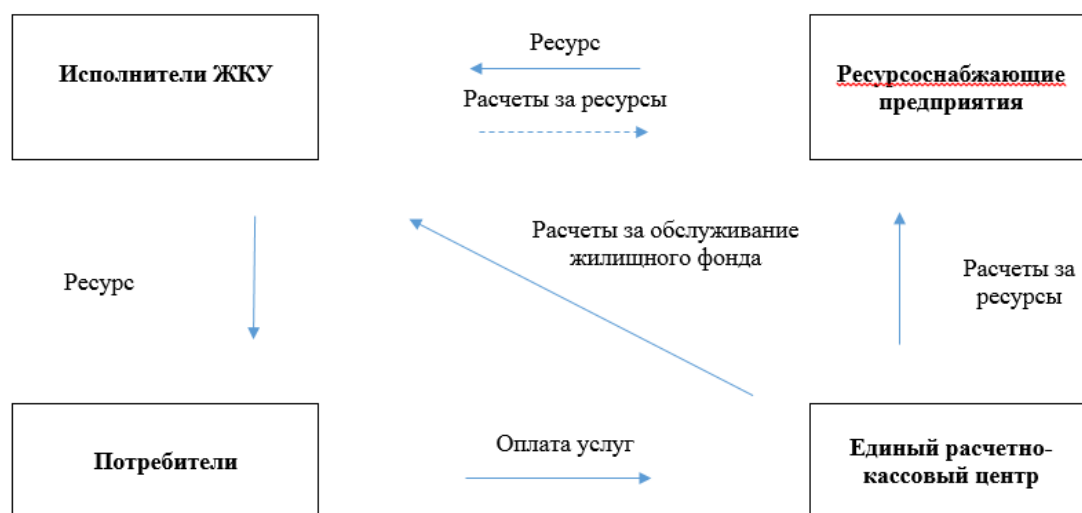 Исполнители ЖКУ
Ресурс
Расчеты за ресурсы
Ресурсоснабжающие
предприятия
Ресурс
Расчеты за обслуживание
жилищного фонда
Расчеты за
ресурсы
Потребители
Оплата услуг
Единый расчетно-
кассовый центр